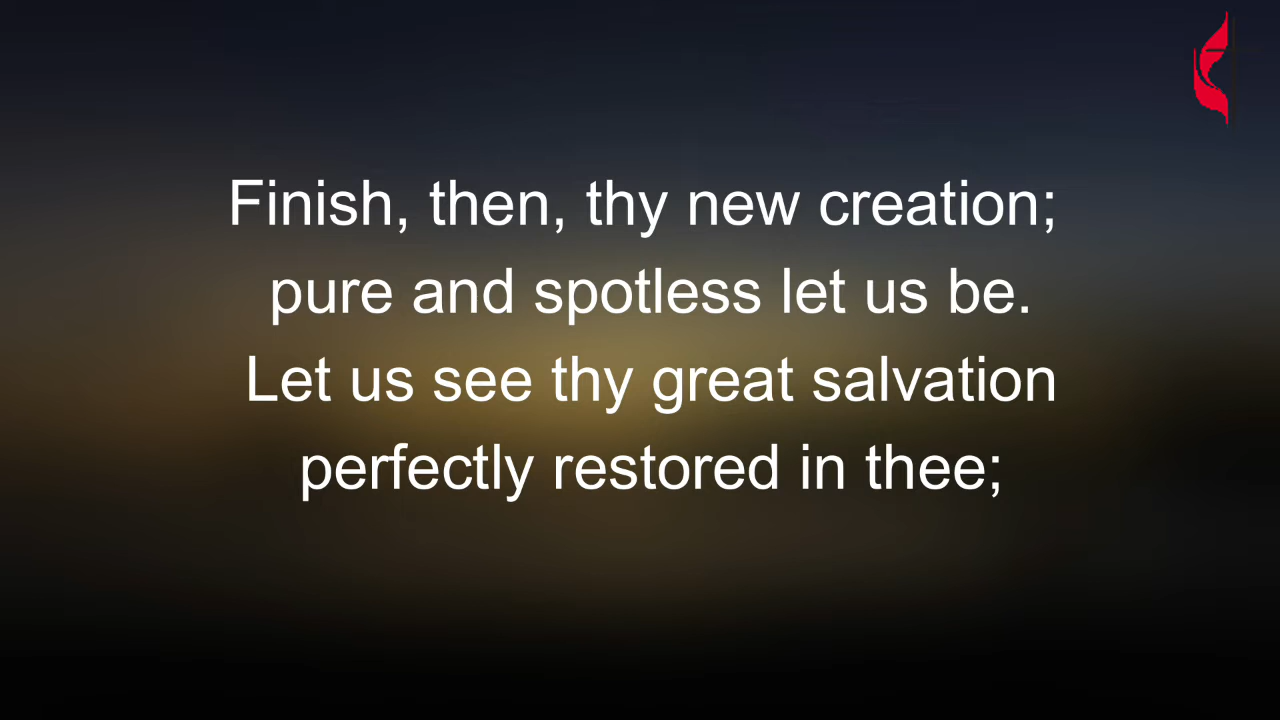 Finish, then, thy new creation;
pure and spotless let us be.
Let us see thy great salvation
perfectly restored in thee;